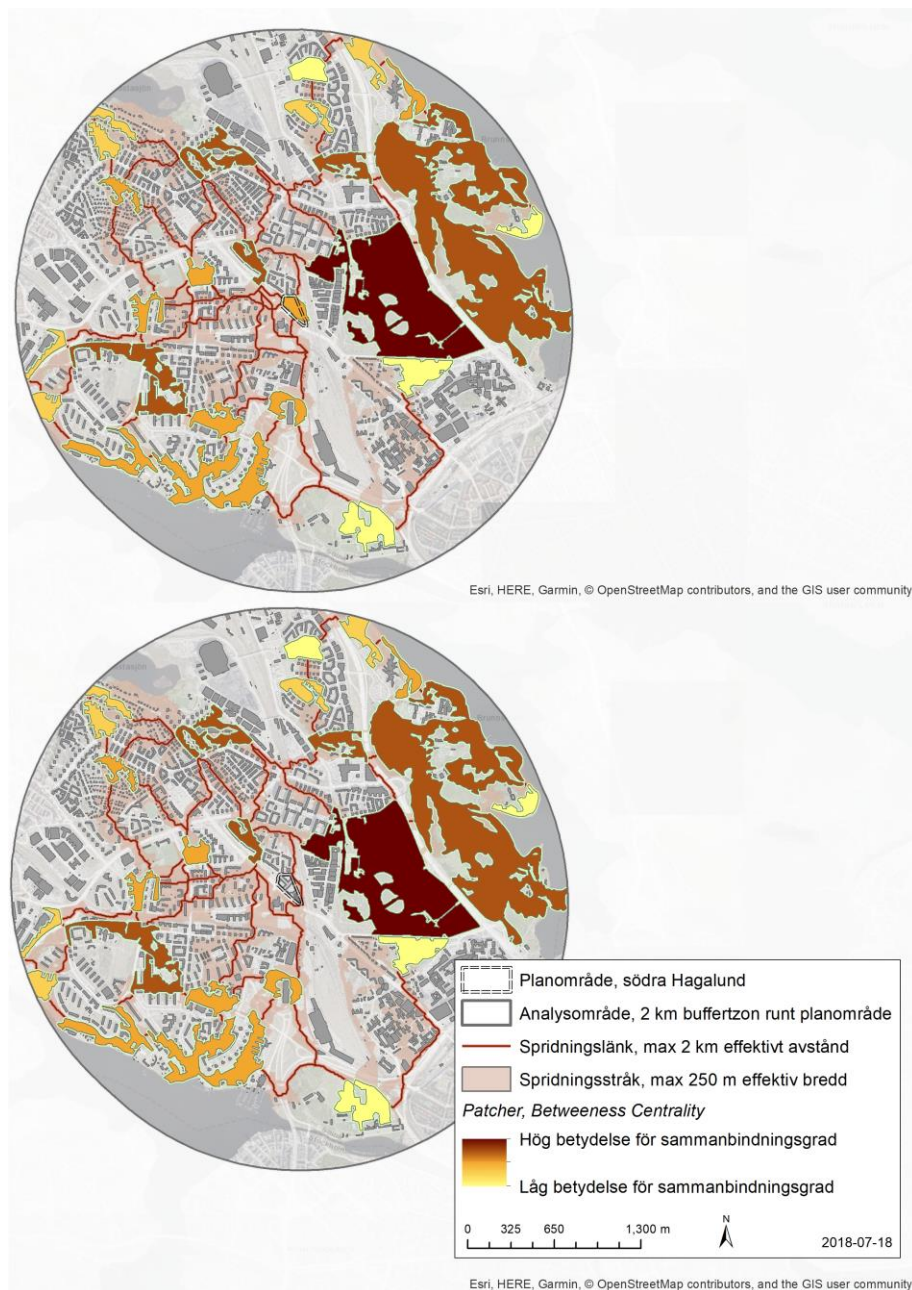 Esri, HERE, Garmin, © OpenStreetMap contributors, and the GIS user community
Planområde, södra Hagalund
Analysområde, 2 km buffertzon runt planområde
Spridningslänk, max 2 km effektivt avstånd
Spridningsstråk, max 250 m effektiv bredd
Patcher, Betweeness Centrality
Hög betydelse för sammanbindningsgrad
Låg betydelse för sammanbindningsgrad
0 325 650 1,300 m
N
2018-07-18
Esri, HERE, Garmin, © OpenStreetMap contributors, and the GIS user community